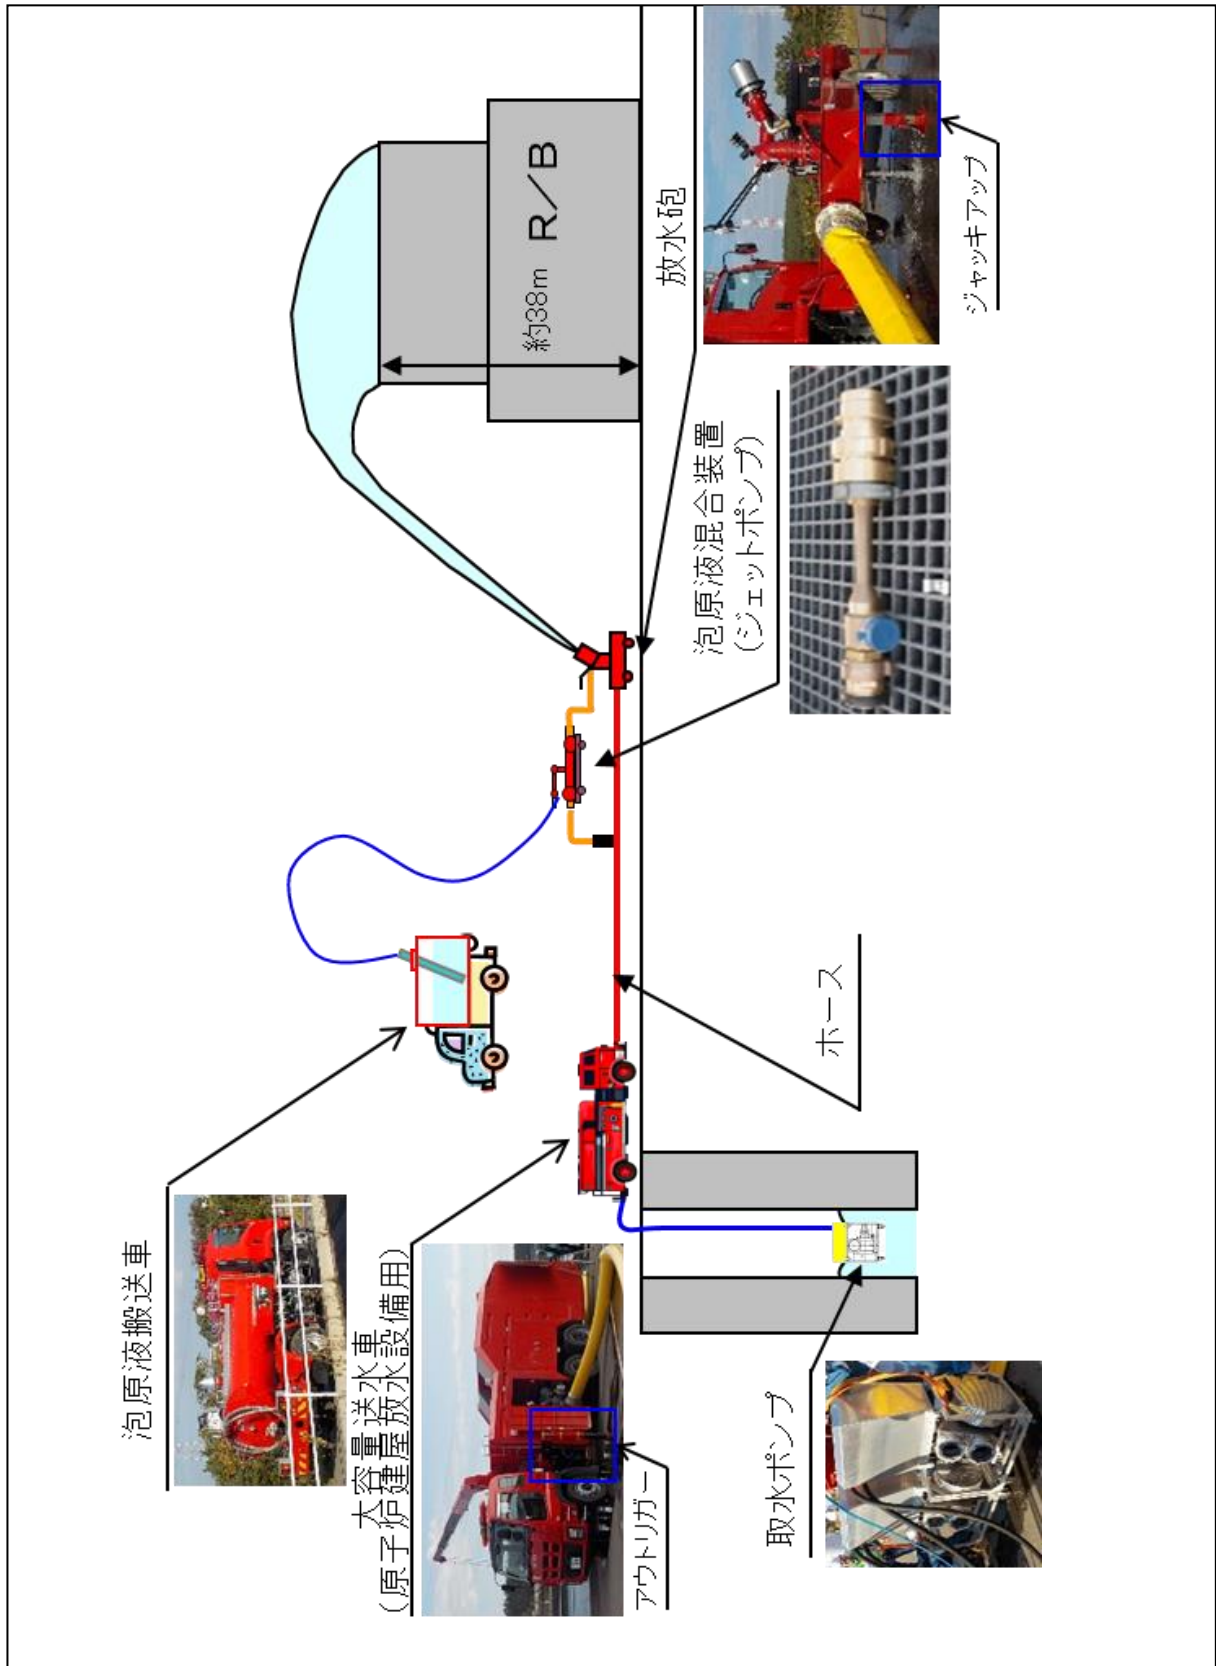 泡原液搬送車
大容量送水車
(原子炉建屋放水設備用)
アウトリガー
取水ポンプ
ホース
泡原液混合装置
(ジェットポンプ)
放水砲
ジャッキアップ
約38m
R/B